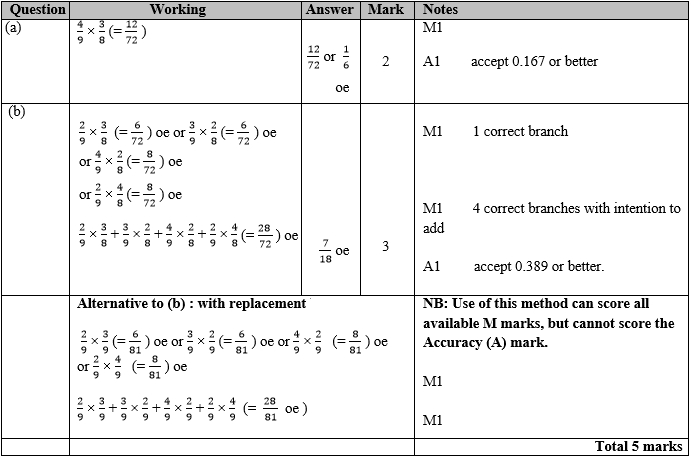 Question Working Answer Mark Notes
(a) 4/9 × 3/8 (= 12/72) M1
12/72 or 1/6 2 A1 accept 0.167 or better
oe
(b)
2/9 × 3/8 (= 6/72) oe or 3/9 × 2/8 (= 6/72) oe M1 1 correct branch
or 4/9 × 2/8 (= 8/72) oe
or 2/9 × 4/8 (= 8/72) oe
M1 4 correct branches with intention to
2/9 × 3/8 + 3/9 × 2/8 + 4/9 × 2/8 + 2/9 × 4/8 (= 28/72) oe add
7/18 oe 3
A1 accept 0.389 or better.
Alternative to (b) : with replacement NB: Use of this method can score all
available M marks, but cannot score the
2/9 × 3/9 (= 6/81) oe or 3/9 × 2/9 (= 6/81) oe or 4/9 × 2/9 (= 8/81) oe Accuracy (A) mark.
or 2/9 × 4/9 (= 8/81) oe
M1
2/9 × 3/9 + 3/9 × 2/9 + 4/9 × 2/9 + 2/9 × 4/9 (= 28/81 oe )
M1
Total 5 marks